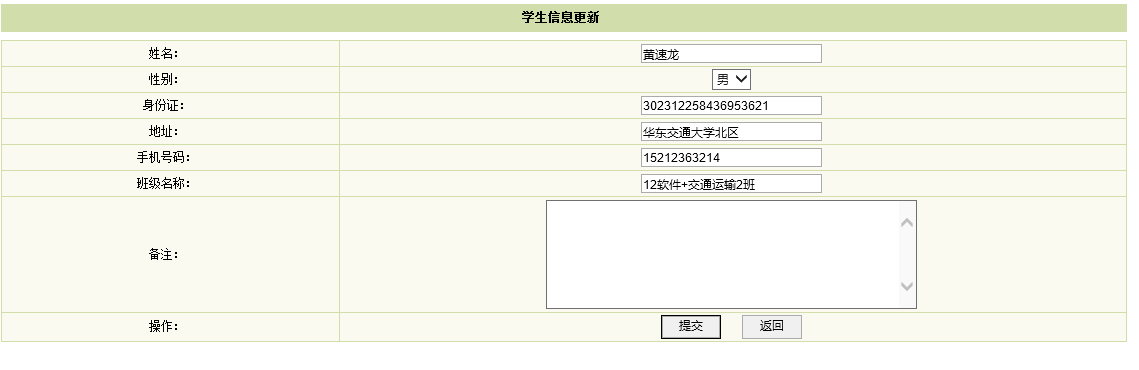 学生信息更新
姓名： 黄速龙
性别： 男
身份证： 302312258436953621
地址： 华东交通大学北区
手机号码： 15212363214
班级名称： 12软件+交通运输2班
备注：
操作： 提交 返回